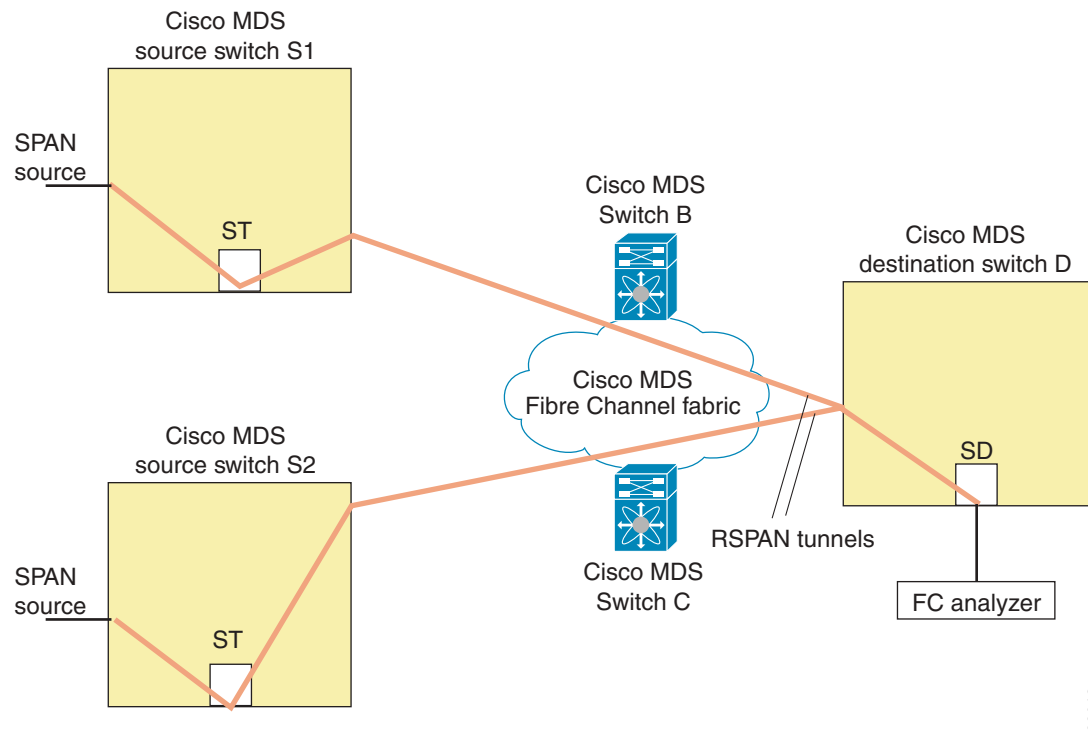 Cisco MDS
source switch S1
SPAN
source
ST
Cisco MDS
Switch B
Cisco MDS
destination switch D
Cisco MDS
Fibre Channel fabric
Cisco MDS
source switch S2
SD
RSPAN tunnels
SPAN
source
ST
Cisco MDS
Switch C
FC analyzer